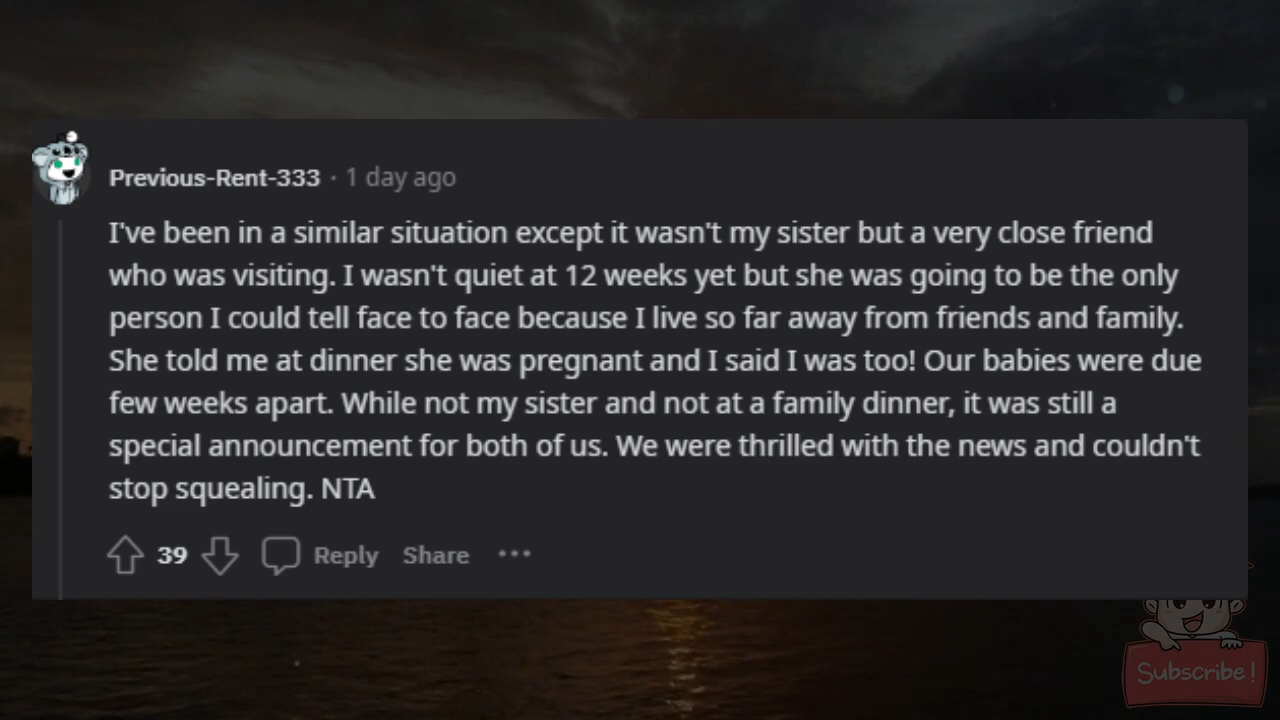 Previous-Rent-333 · 1 day ago
I've been in a similar situation except it wasn't my sister but a very close friend
who was visiting. I wasn't quiet at 12 weeks yet but she was going to be the only
person I could tell face to face because I live so far away from friends and family.
She told me at dinner she was pregnant and I said I was too! Our babies were due
few weeks apart. While not my sister and not at a family dinner, it was still a
special announcement for both of us. We were thrilled with the news and couldn't
stop squealing. NTA
39 Reply Share ...
Subscribe!